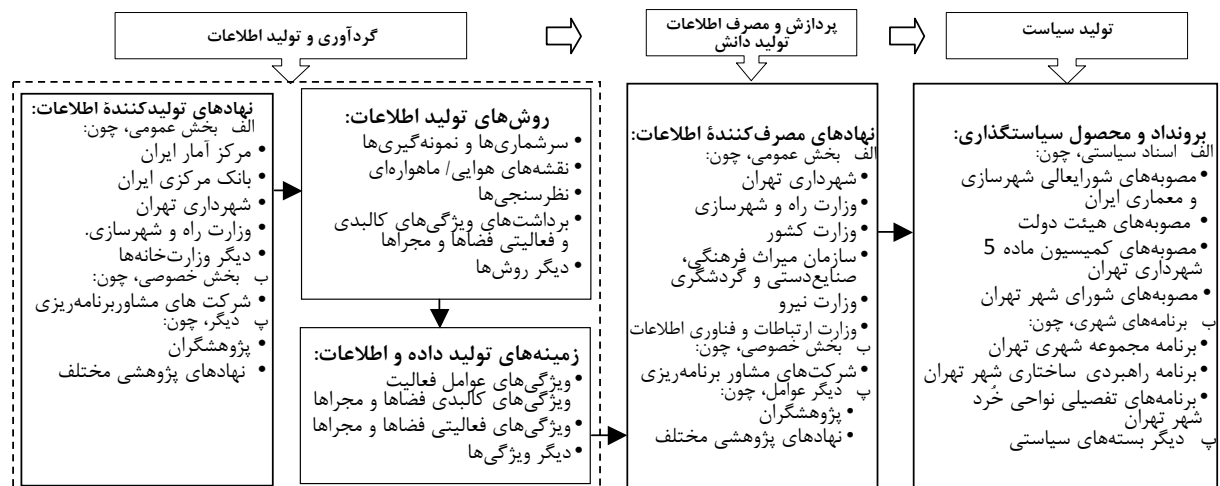 گردآوری و تولید اطلاعات
پردازش و مصرف اطلاعات
تولید دانش
تولید سیاست
نهادهای تولیدکنندۀ اطلاعات:
الف بخش عمومی، چون:
• مرکز آمار ایران
• بانک مرکزی ایران
• شهرداری تهران
• وزارت راه و شهرسازی.
• دیگر وزارت‌خانه‌ها
ب بخش خصوصی، چون:
• شرکت های مشاوربرنامه‌ریزی
پ دیگر، چون:
• پژوهشگران
• نهادهای پژوهشی مختلف
روش‌های تولید اطلاعات:
• سرشماری‌ها و نمونه‌گیری‌ها
• نقشه‌های هوایی/ ماهواره‌ای
• نظرسنجی‌ها
• برداشت‌های ویژگی‌های کالبدی
و فعالیتی فضاها و مجراها
• دیگر روش‌ها
زمینه‌های تولید داده و اطلاعات:
• ویژگی‌های عوامل فعالیت
ویژگی‌های کالبدی فضاها و مجراها
• ویژگی‌های فعالیتی فضاها و مجراها
• دیگر ویژگی‌ها
نهادهای مصرف‌کنندۀ اطلاعات:
الف بخش عمومی، چون:
• شهرداری تهران
• وزارت راه و شهرسازی
• وزارت کشور
• سازمان میراث فرهنگی،
صنایع‌دستی و گردشگری
• وزارت نیرو
• وزارت ارتباطات و فناوری اطلاعات
ب بخش خصوصی، چون:
• شرکت‌های مشاور برنامه‌ریزی
پ دیگر عوامل، چون:
• پژوهشگران
• نهادهای پژوهشی مختلف
برونداد و محصول سیاستگذاری:
الف اسناد سیاستی، چون:
• مصوبه‌های شورایعالی شهرسازی
و معماری ایران
• مصوبه‌های هیئت دولت
• مصوبه‌های کمیسیون ماده 5
شهرداری تهران
• مصوبه‌های شورای شهر تهران
ب برنامه‌های شهری، چون:
• برنامه مجموعه شهری تهران
• برنامه راهبردی ساختاری شهر تهران
• برنامه‌های تفصیلی نواحی خُرد
شهر تهران
پ دیگر بسته‌های سیاستی